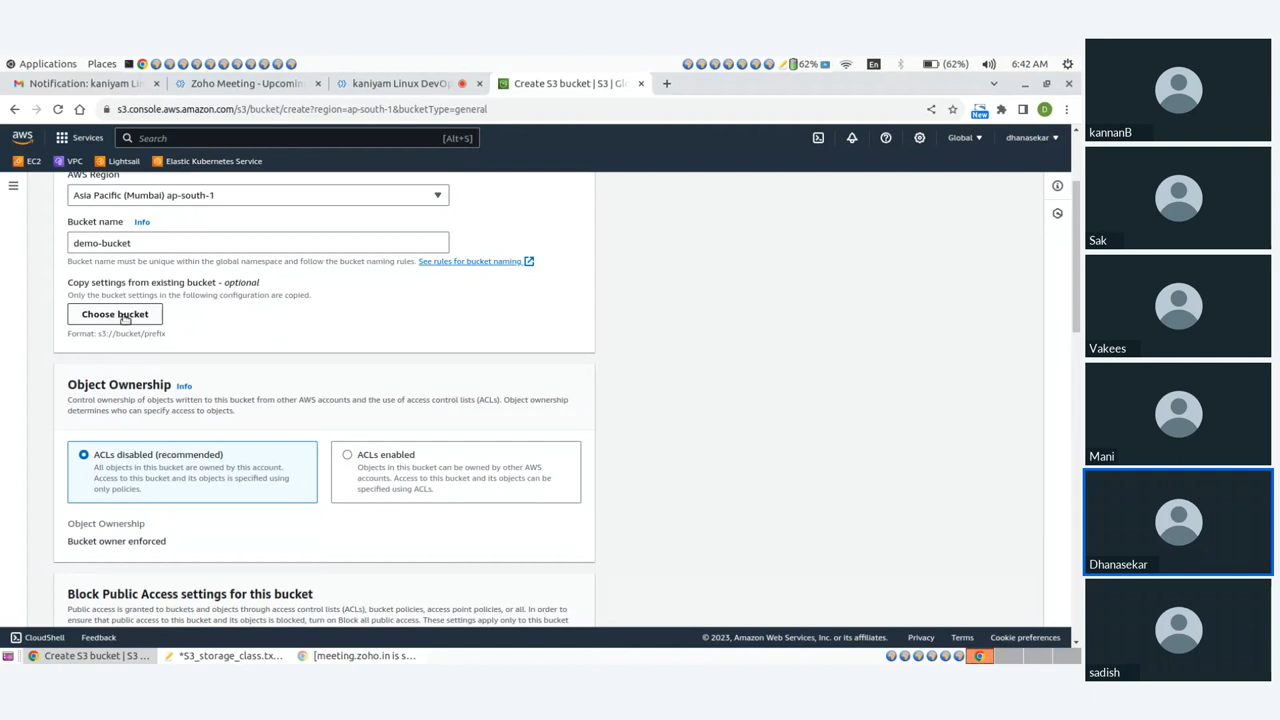 Applications Places 62% En (62%) 6:42 AM
Notification: kaniyam Lin × Zoho Meeting - Upcomin × kaniyam Linux DevO × Create S3 bucket | S3 | Glo × +
s3.console.aws.amazon.com/s3/bucket/create?region=ap-south-1&bucketType=general New D
aws Services Search [Alt+S] Global dhanasekar
EC2 VPC Lightsail Elastic Kubernetes Service
AWS Region
Asia Pacific (Mumbai) ap-south-1
Bucket name Info
demo-bucket
Bucket name must be unique within the global namespace and follow the bucket naming rules. See rules for bucket naming
Copy settings from existing bucket - optional
Only the bucket settings in the following configuration are copied.
Choose bucket
Format: s3://bucket/prefix
Object Ownership Info
Control ownership of objects written to this bucket from other AWS accounts and the use of access control lists (ACLs). Object ownership
determines who can specify access to objects.
ACLs disabled (recommended)
All objects in this bucket are owned by this account.
Access to this bucket and its objects is specified using
only policies.
ACLs enabled
Objects in this bucket can be owned by other AWS
accounts. Access to this bucket and its objects can be
specified using ACLs.
Object Ownership
Bucket owner enforced
Block Public Access settings for this bucket
Public access is granted to buckets and objects through access control lists (ACLs), bucket policies, access point policies, or all. In order to
ensure that public access to this bucket and its objects is blocked, turn on Block all public access. These settings apply only to this bucket
CloudShell Feedback © 2023, Amazon Web Services, Inc. or its affiliates. Privacy Terms Cookie preferences
Create S3 bucket | S3 ... *S3_storage_class.tx... [meeting.zoho.in is s...
kannanB
Sak
Vakees
Mani
Dhanasekar
sadish